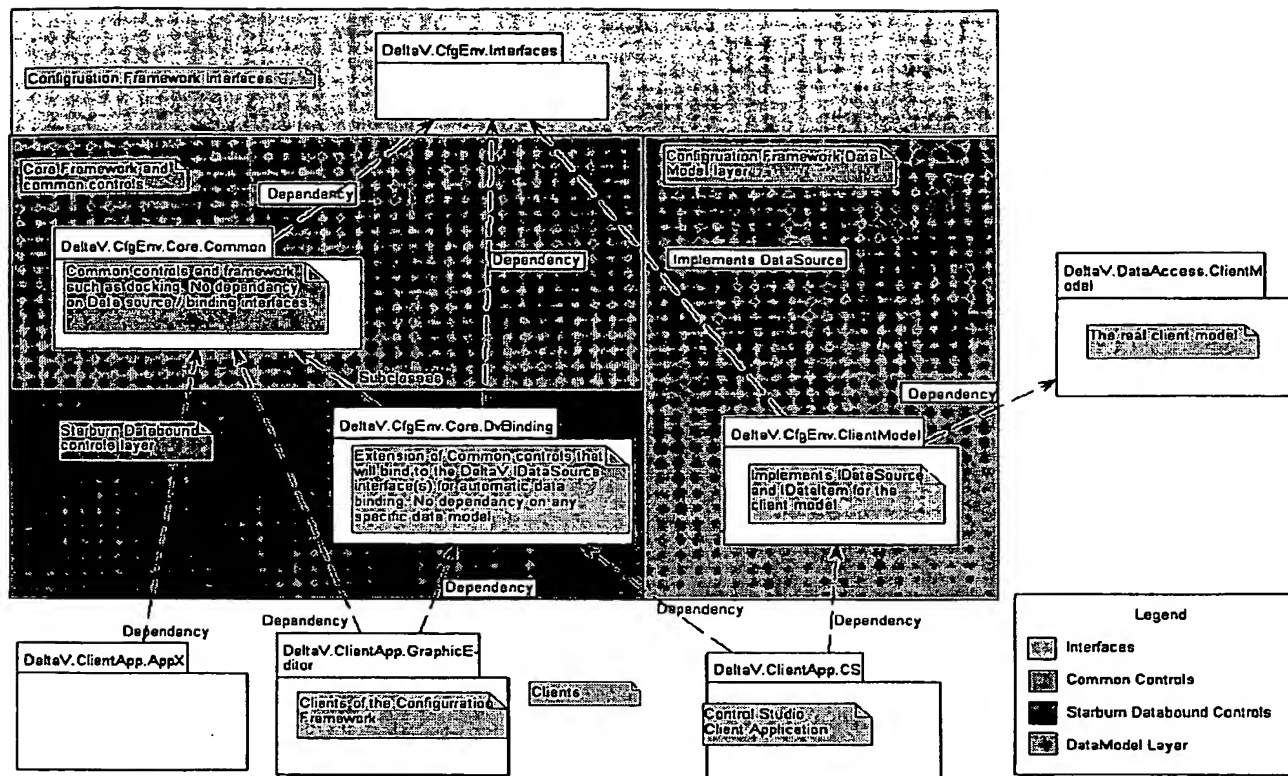 DeltaV.CfgEnv.Interfaces
Configruation Framework Interfaces
Core Framework and
common controls
Configruation Framework Data
Model layer
Dependency
DeltaV.CfgEnv.Core.Common
Common controls and framework
such as docking. No dependancy
on Data source / binding interfaces
Dependency
Implements DataSource
DeltaV.DataAccess.ClientM
odel
The real client model
Subclasses
Dependency
Starburn Databound
controls layer
DeltaV.CfgEnv.Core.DvBinding
Extension of Common controls that
will bind to the DeltaV IDataSource
interface(s) for automatic data
binding. No dependancy on any
specific data model
DeltaV.CfgEnv.ClientModel
Implements IDataSource
and IDataItem for the
client model
Dependency
Dependency
Dependency
Dependency
Dependency
DeltaV.ClientApp.AppX
DeltaV.ClientApp.GraphicE-
ditor
Clients of the Configurration
Framework
Clients
DeltaV.ClientApp.CS
Control Studio
Client Application
Legend
Interfaces
Common Controls
Starburn Databound Controls
DataModel Layer